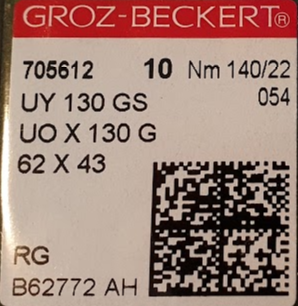 GROZ-BECKERT®
705612 10 Nm 140/22
UY 130 GS 054
UO X 130 G
62 X 43
RG
B62772 AH